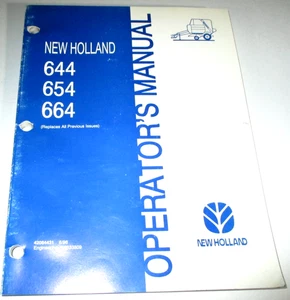 NEW HOLLAND
644
654
664
(Replaces All Previous Issues)
OPERATOR'S MANUAL
NEW HOLLAND